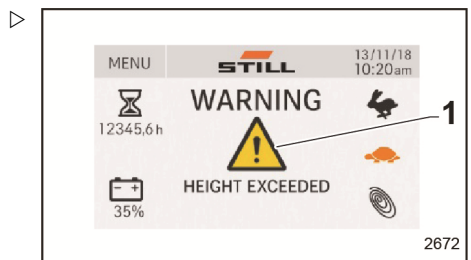 MENU
STILL
13/11/18
10:20am
WARNING
12345,6 h
1
HEIGHT EXCEEDED
- +
35%
2672